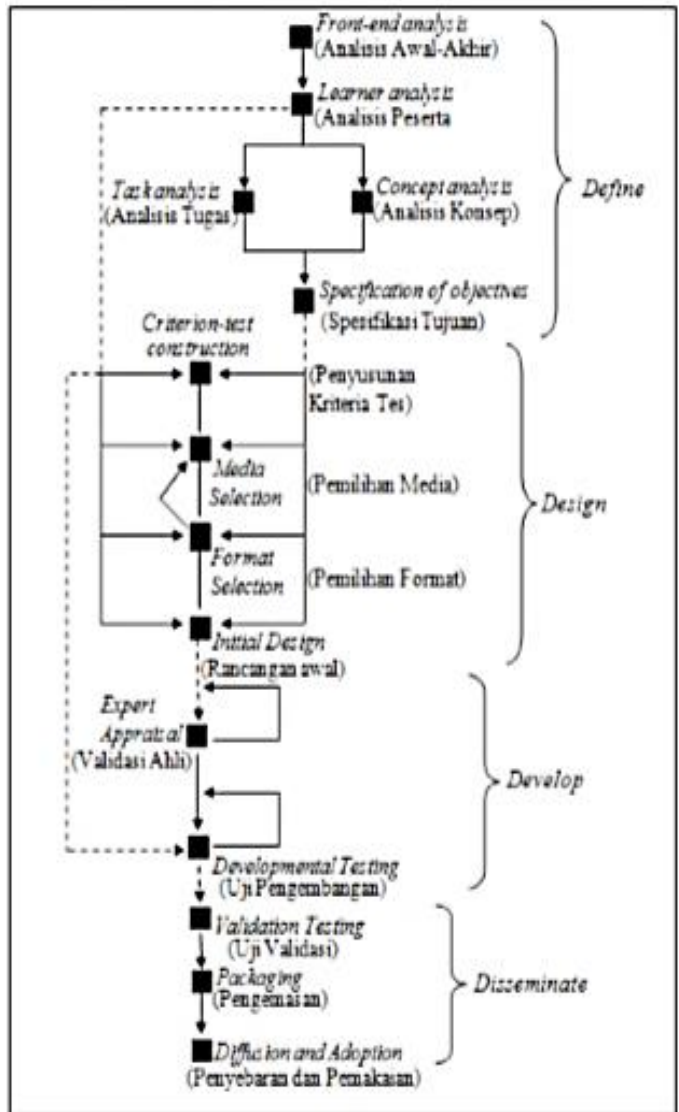 Front-end analysis
(Analisis Awal-Akhir)
Learner analysis
(Analisis Peserta
Task analysis
(Analisis Tugas)
Concept analysis
(Analisis Konsep)
Define
Specification of objectives
(Spesifikasi Tujuan)
Criterion-test
construction
(Penyusunan
Kriteria Tes)
Media
Selection
(Pemilihan Media)
Design
Format
Selection
(Pemilihan Format)
Initial Design
(Rancangan awal)
Expert
Appraisal
(Validasi Ahli)
Develop
Developmental Testing
(Uji Pengembangan)
Validation Testing
(Uji Validasi)
Packaging
(Pengemasan)
Disseminate
Diffusion and Adoption
(Penyebaran dan Pemakasan)